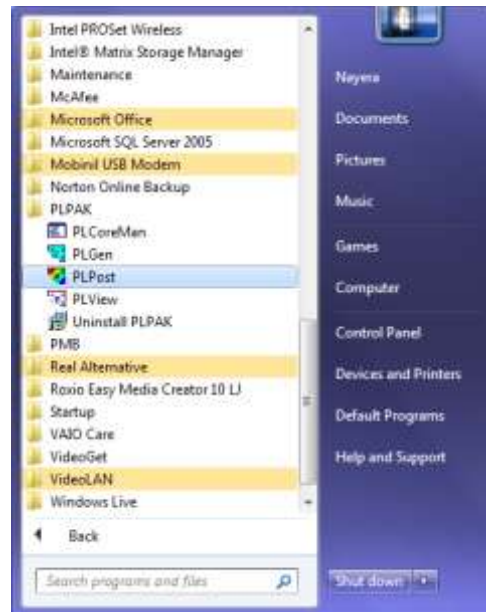 Intel PROSet Wireless
Intel® Matrix Storage Manager
Maintenance
McAfee
Microsoft Office
Microsoft SQL Server 2005
Mobinil USB Modem
Norton Online Backup
PLPAK
PLCoreMan
PLGen
PLPost
PLView
Uninstall PLPAK
PMB
Real Alternative
Roxio Easy Media Creator 10 LJ
Startup
VAIO Care
VideoGet
VideoLAN
Windows Live
Back
Search programs and files
Nayera
Documents
Pictures
Music
Games
Computer
Control Panel
Devices and Printers
Default Programs
Help and Support
Shut down